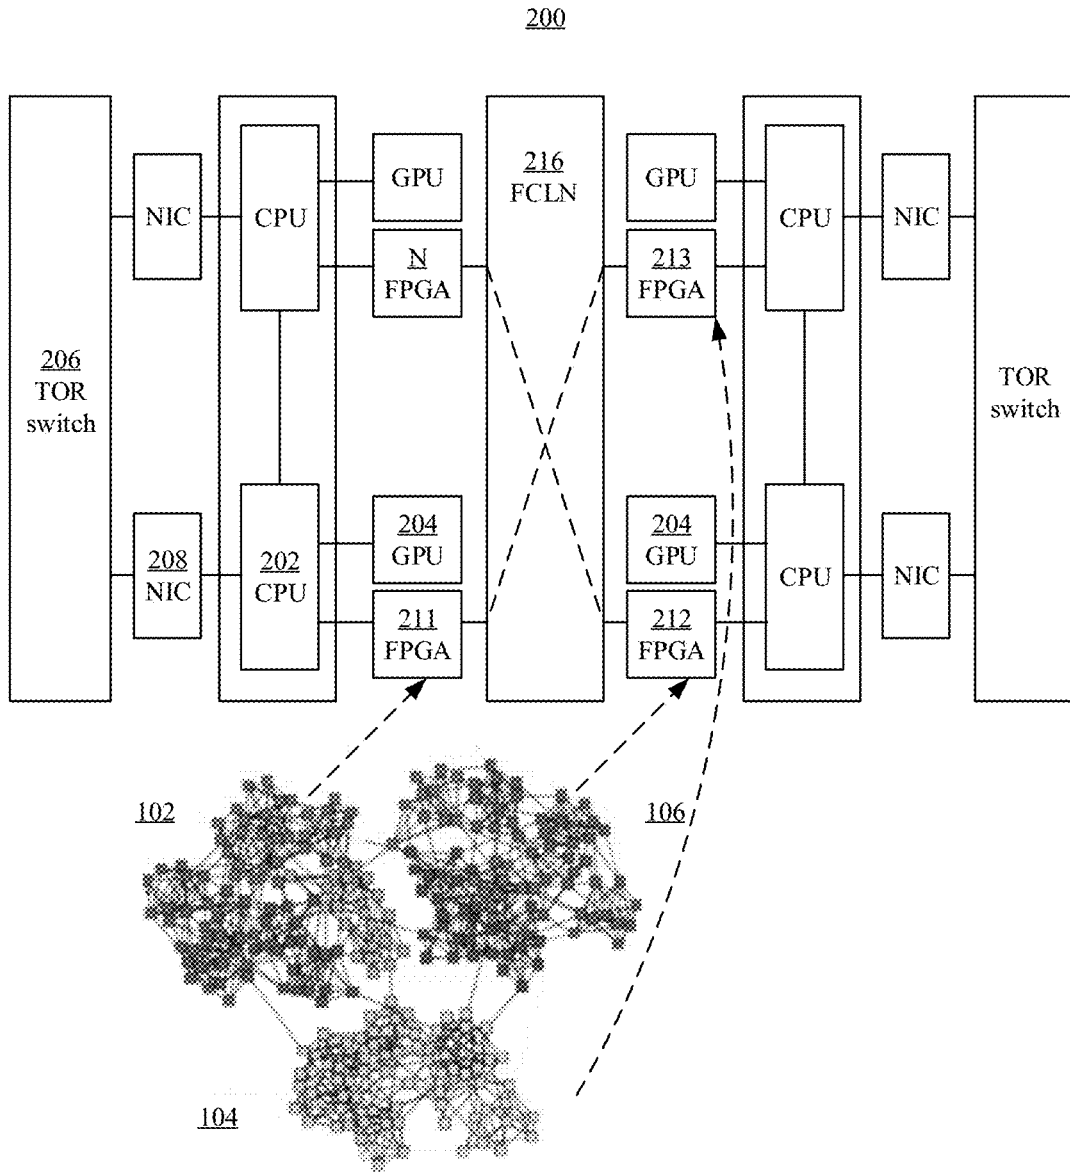 200
GPU
216
FCLN
GPU
NIC
CPU
CPU
NIC
N
FPGA
213
FPGA
206
TOR
switch
TOR
switch
204
GPU
204
GPU
208
NIC
202
CPU
CPU
NIC
211
FPGA
212
FPGA
102
106
104